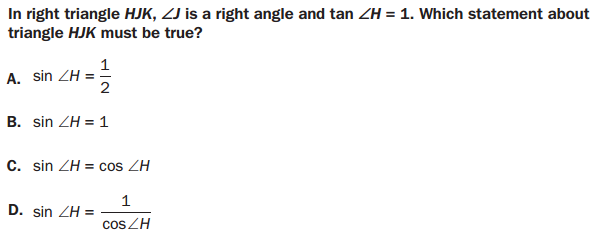 In right triangle HJK, ∠J is a right angle and tan ∠H = 1. Which statement about
triangle HJK must be true?
A. sin ∠H = 1/2
B. sin ∠H = 1
C. sin ∠H = cos ∠H
D. sin ∠H = 1/cos∠H